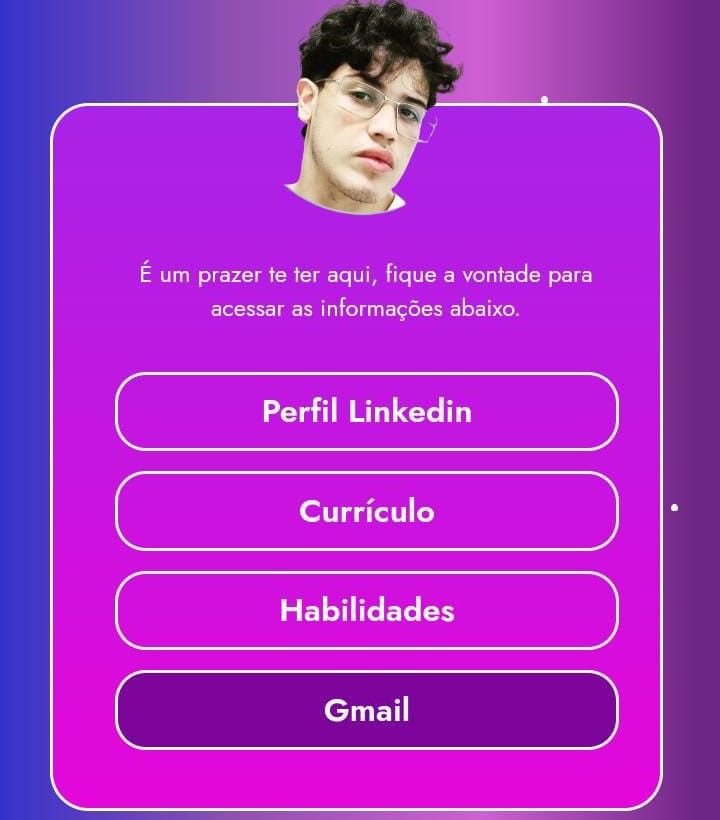 É um prazer te ter aqui, fique a vontade para
acessar as informações abaixo.
Perfil Linkedin
Currículo
Habilidades
Gmail